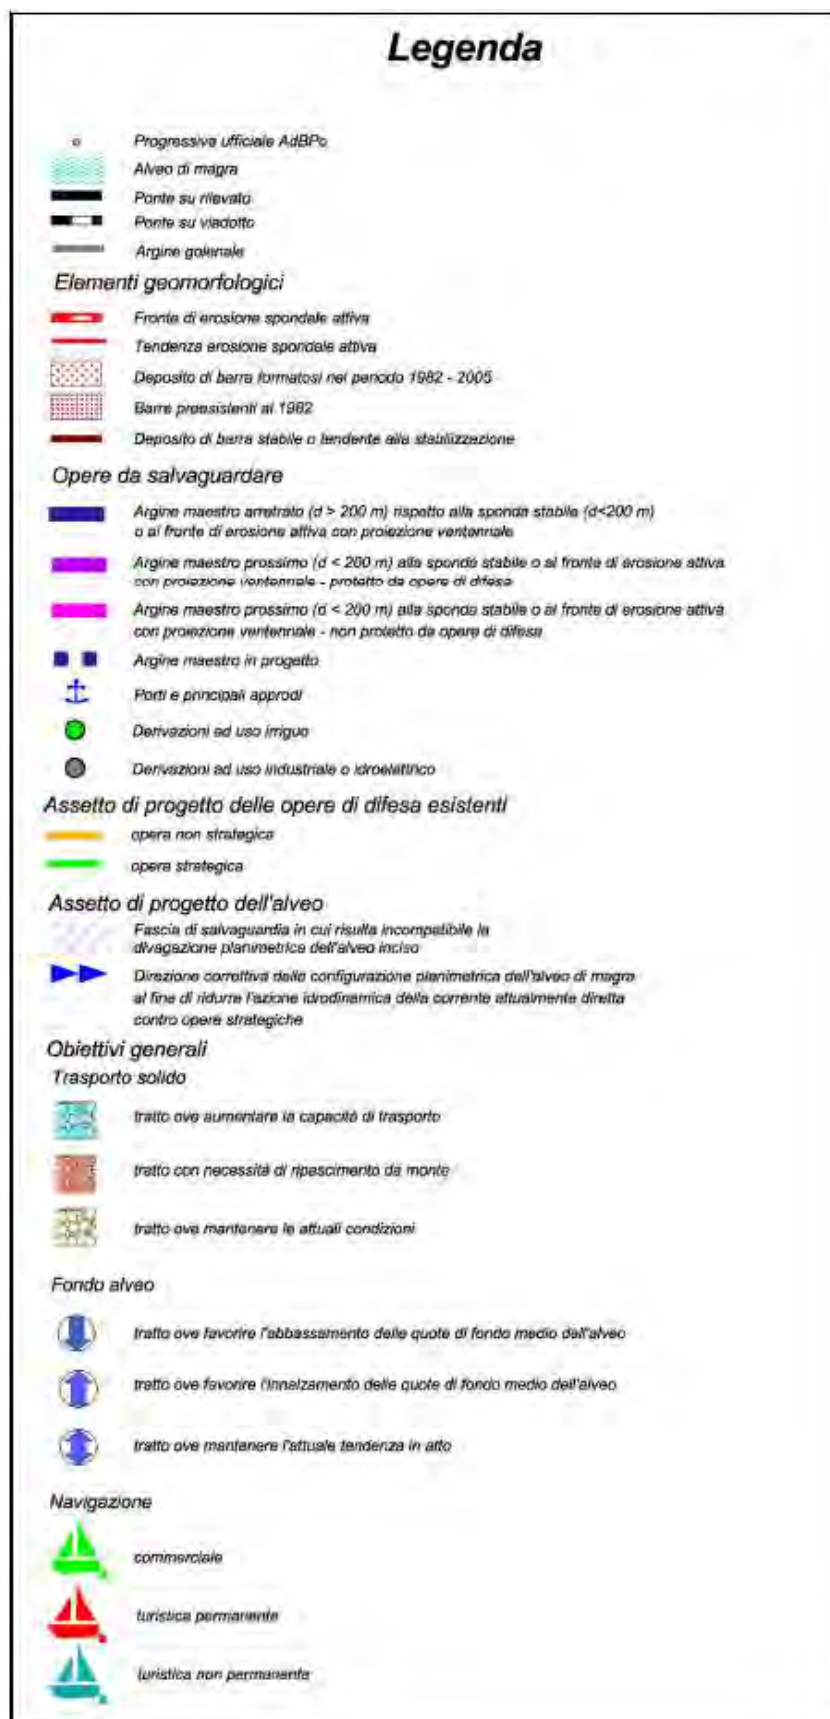 Legenda
Progressiva ufficiale AdBPo
Alveo di magra
Ponte su rilevato
Ponte su viadotto
Argine golenale
Elementi geomorfologici
Fronte di erosione spondale attiva
Tendenza erosione spondale attiva
Deposito di barra formatosi nel periodo 1982 - 2005
Barre preesistenti al 1982
Deposito di barra stabile o tendente alla stabilizzazione
Opere da salvaguardare
Argine maestro arretrato (d > 200 m) rispetto alla sponda stabile (d<200 m)
o al fronte di erosione attiva con proiezione ventennale
Argine maestro prossimo (d < 200 m) alla sponda stabile o al fronte di erosione attiva
con proiezione ventennale - protetto da opere di difesa
Argine maestro prossimo (d < 200 m) alla sponda stabile o al fronte di erosione attiva
con proiezione ventennale - non protetto da opere di difesa
Argine maestro in progetto
Porti e principali approdi
Derivazioni ad uso irriguo
Derivazioni ad uso industriale o idroelettrico
Assetto di progetto delle opere di difesa esistenti
opera non strategica
opera strategica
Assetto di progetto dell'alveo
Fascia di salvaguardia in cui risulta incompatibile la
divagazione planimetrica dell'alveo inciso
Direzione correttiva della configurazione planimetrica dell'alveo di magra
al fine di ridurre l'azione idrodinamica della corrente attualmente diretta
contro opere strategiche
Obiettivi generali
Trasporto solido
tratto ove aumentare la capacità di trasporto
tratto con necessità di ripascimento da monte
tratto ove mantenere le attuali condizioni
Fondo alveo
tratto ove favorire l'abbassamento delle quote di fondo medio dell'alveo
tratto ove favorire l'innalzamento delle quote di fondo medio dell'alveo
tratto ove mantenere l'attuale tendenza in atto
Navigazione
commerciale
turistica permanente
turistica non permanente